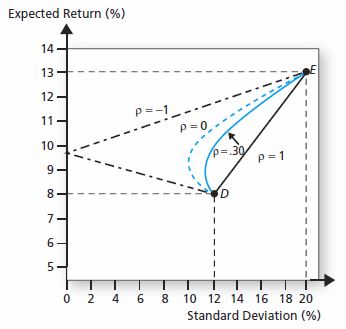 Expected Return (%)
14
13
12
11
10
9
8
7
6
5
E
ρ = –1
ρ = 0
ρ = .30
ρ = 1
D
0 2 4 6 8 10 12 14 16 18 20
Standard Deviation (%)